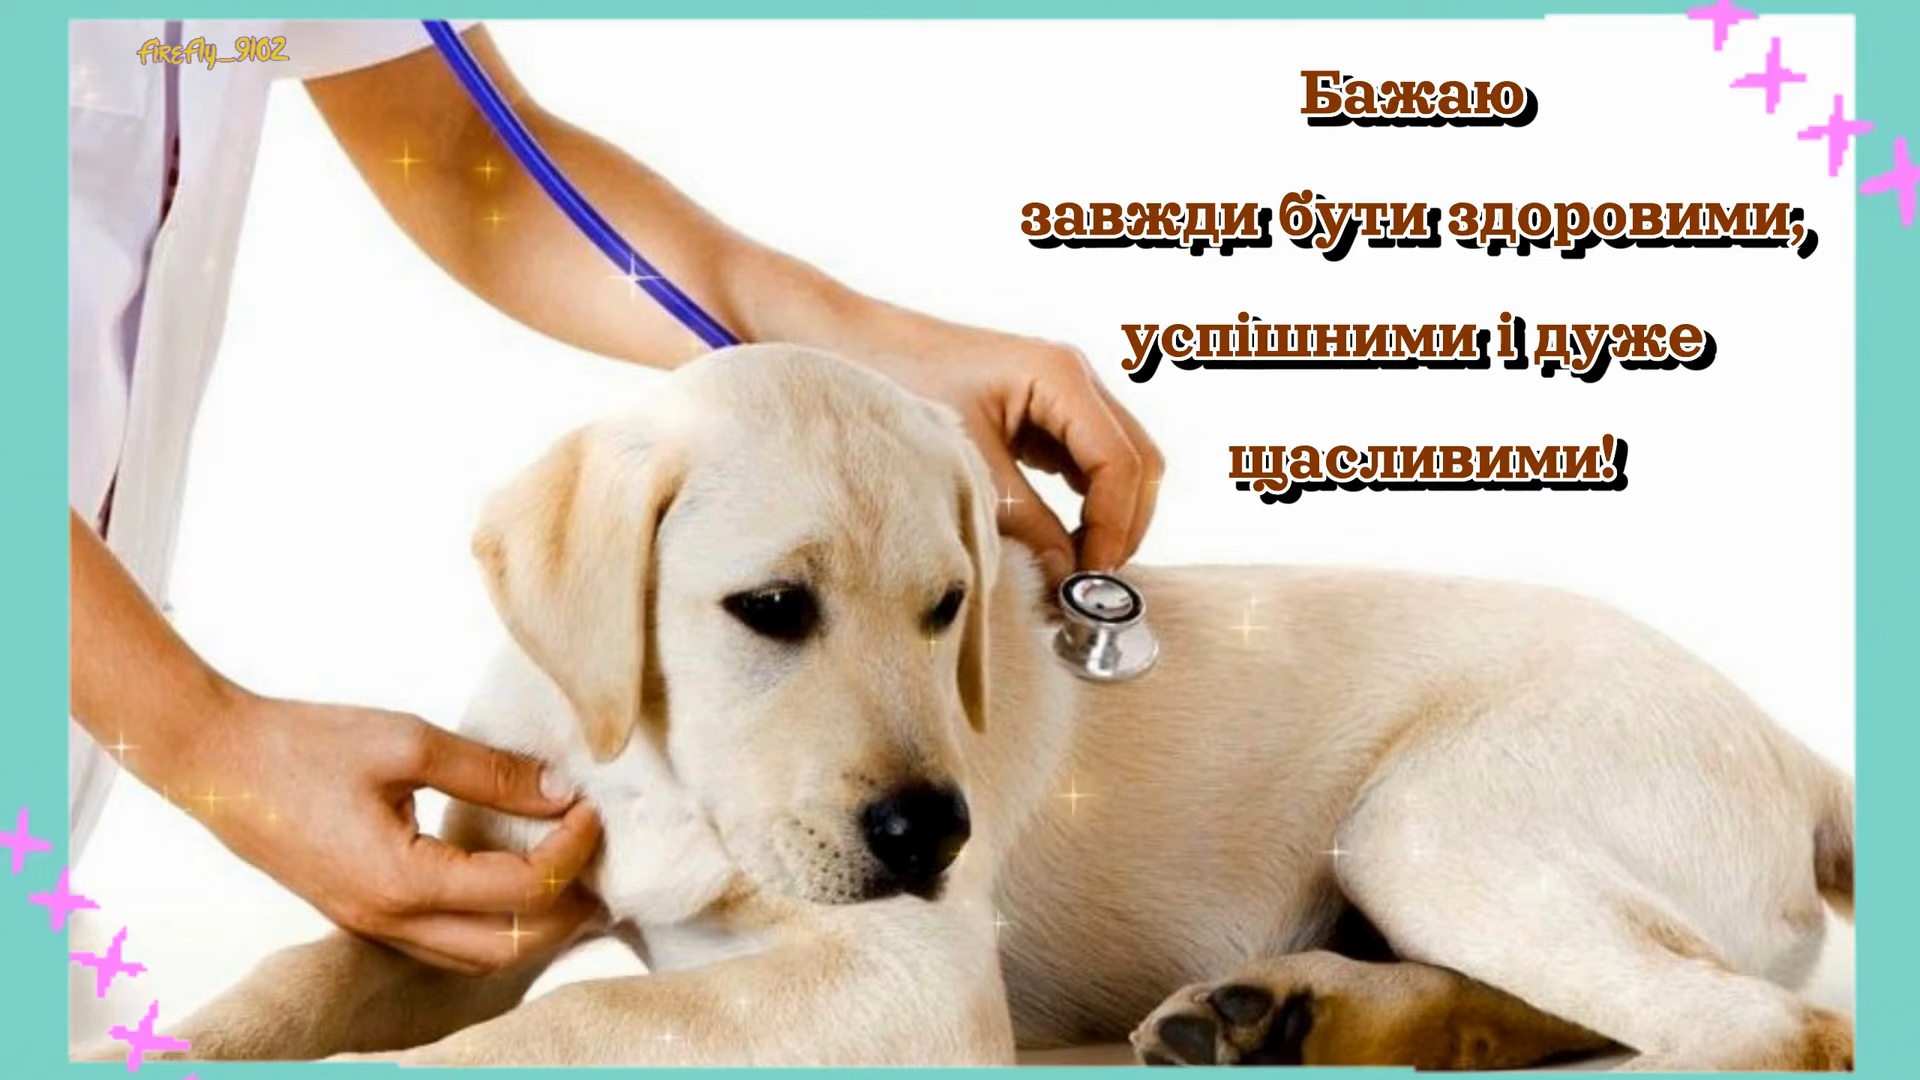 firefly_9102
Бажаю
завжди бути здоровими,
успішними і дуже
щасливими!